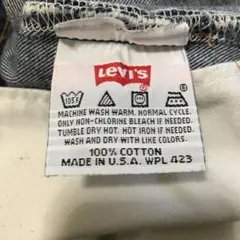 LEVI'S
105F
MACHINE WASH WARM, NORMAL CYCLE.
ONLY NON-CHLORINE BLEACH IF NEEDED.
TUMBLE DRY HOT. HOT IRON IF NEEDED.
WASH AND DRY WITH LIKE COLORS.
100% COTTON
MADE IN U.S.A. WPL 423